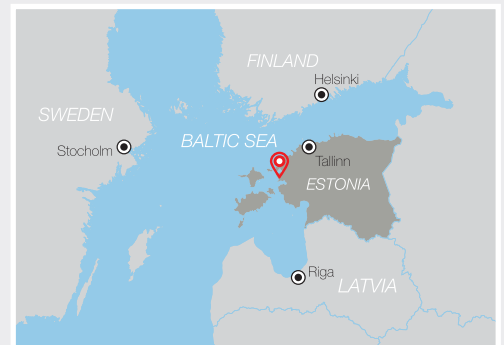 FINLAND
Helsinki
SWEDEN
Stocholm
BALTIC SEA
Tallinn
ESTONIA
Riga
LATVIA